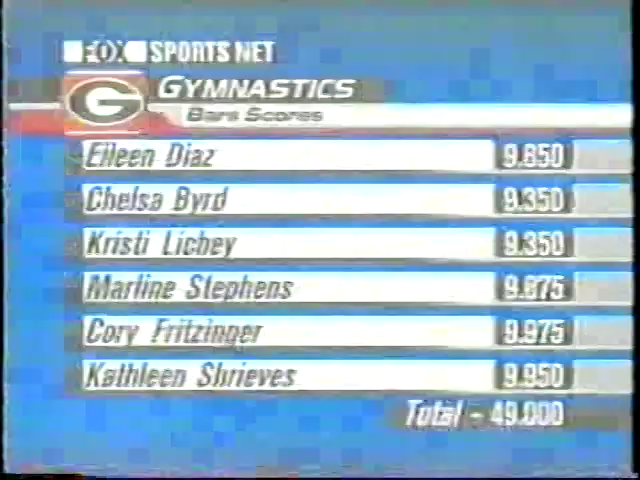 FOX SPORTS NET
G GYMNASTICS
Bars Scores
Eileen Diaz 9.850
Chelsa Byrd 9.350
Kristi Lichey 9.350
Marline Stephens 9.875
Cory Fritzinger 9.975
Kathleen Shrieves 9.950
Total - 49.000